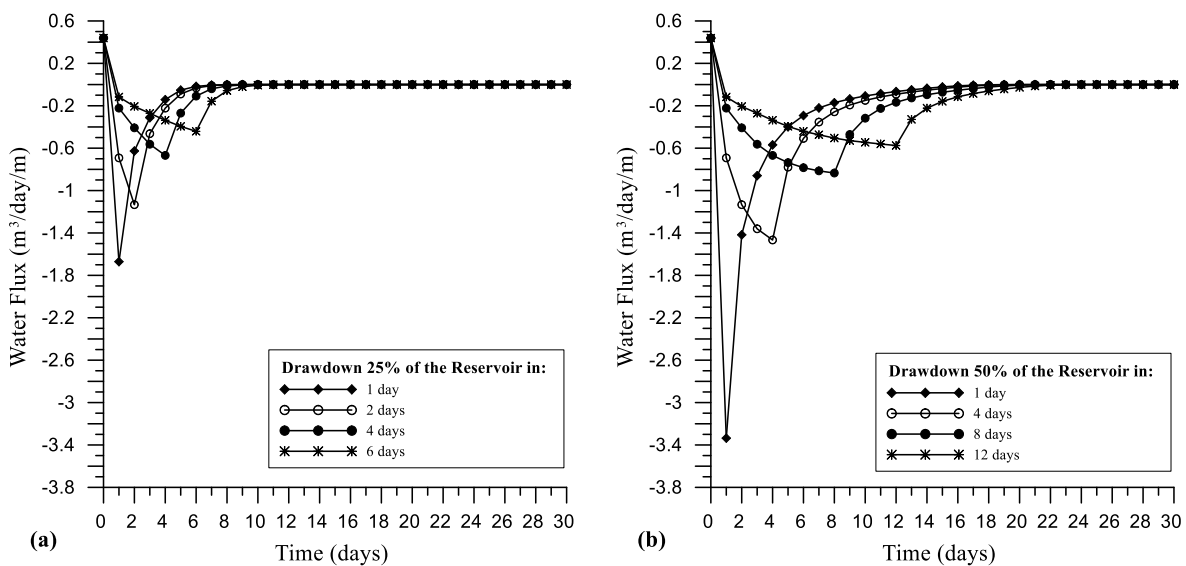 0.6
0.2
-0.2
-0.6
-1
-1.4
-1.8
-2.2
-2.6
-3
-3.4
-3.8
Water Flux (m³/day/m)
Drawdown 25% of the Reservoir in:
1 day
2 days
4 days
6 days
0 2 4 6 8 10 12 14 16 18 20 22 24 26 28 30
Time (days)
(a)
0.6
0.2
-0.2
-0.6
-1
-1.4
-1.8
-2.2
-2.6
-3
-3.4
-3.8
Water Flux (m³/day/m)
Drawdown 50% of the Reservoir in:
1 day
4 days
8 days
12 days
0 2 4 6 8 10 12 14 16 18 20 22 24 26 28 30
Time (days)
(b)